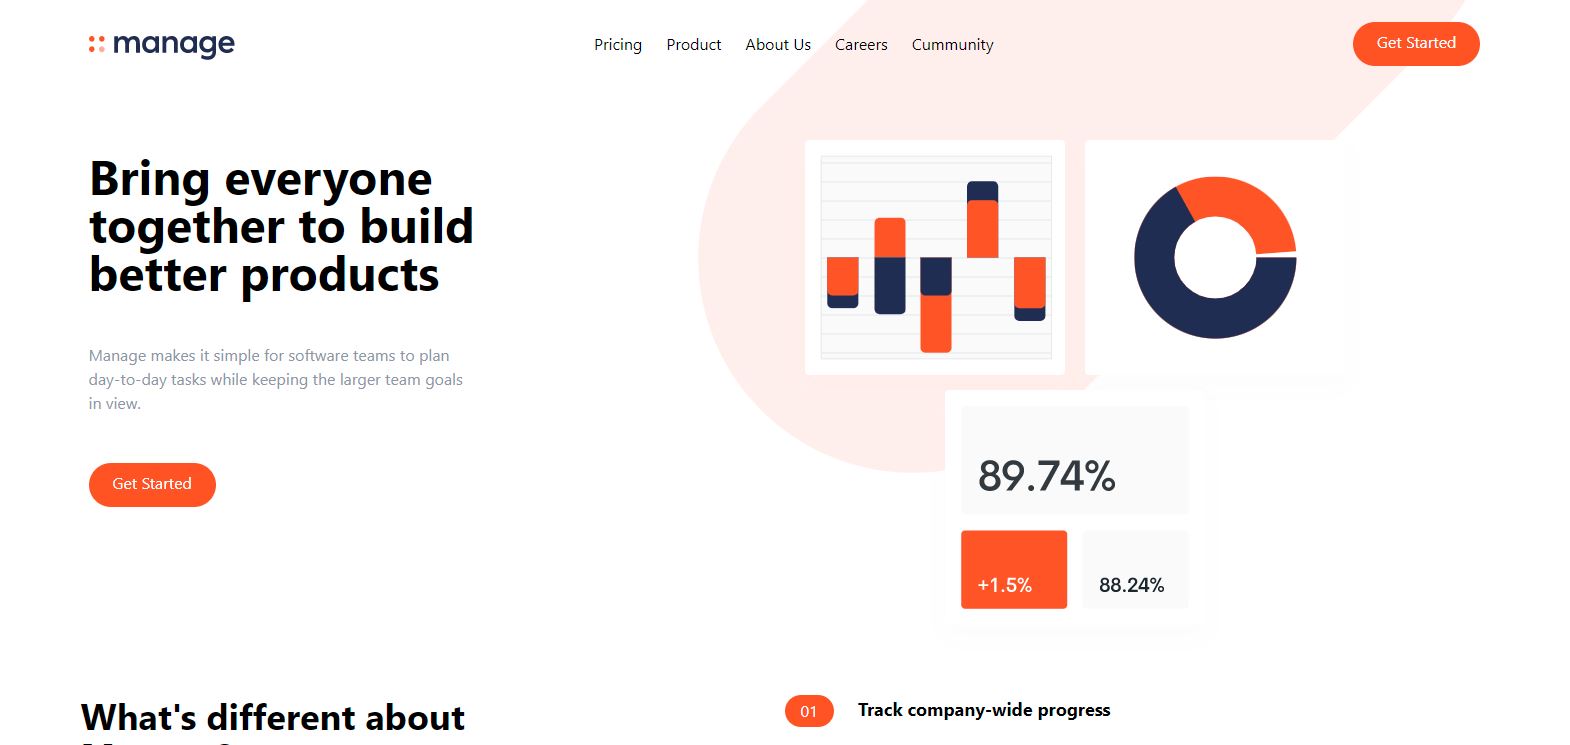 manage
Pricing Product About Us Careers Cummunity
Get Started
Bring everyone
together to build
better products
Manage makes it simple for software teams to plan
day-to-day tasks while keeping the larger team goals
in view.
Get Started
89.74%
+1.5% 88.24%
What's different about
01 Track company-wide progress